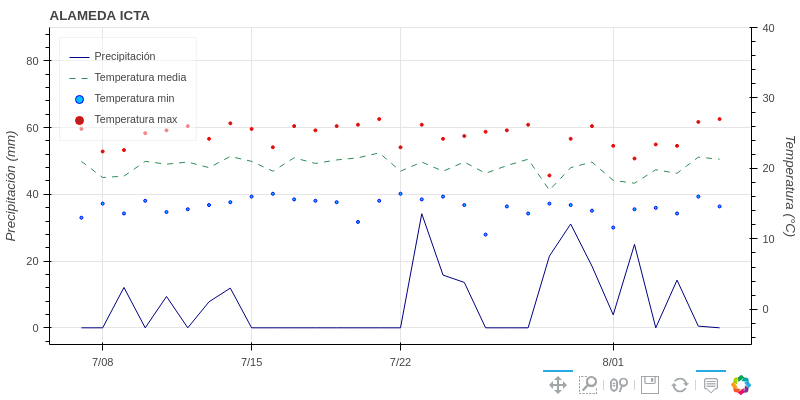 ALAMEDA ICTA
Precipitación
Temperatura media
Temperatura min
Temperatura max
Precipitación (mm)
80
60
40
20
0
Temperatura (°C)
40
30
20
10
0
7/08
7/15
7/22
8/01